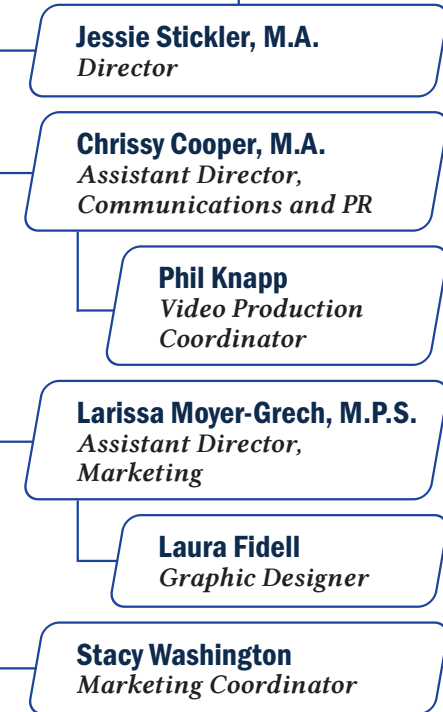 Jessie Stickler, M.A.
Director
Chrissy Cooper, M.A.
Assistant Director,
Communications and PR
Phil Knapp
Video Production
Coordinator
Larissa Moyer-Grech, M.P.S.
Assistant Director,
Marketing
Laura Fidell
Graphic Designer
Stacy Washington
Marketing Coordinator